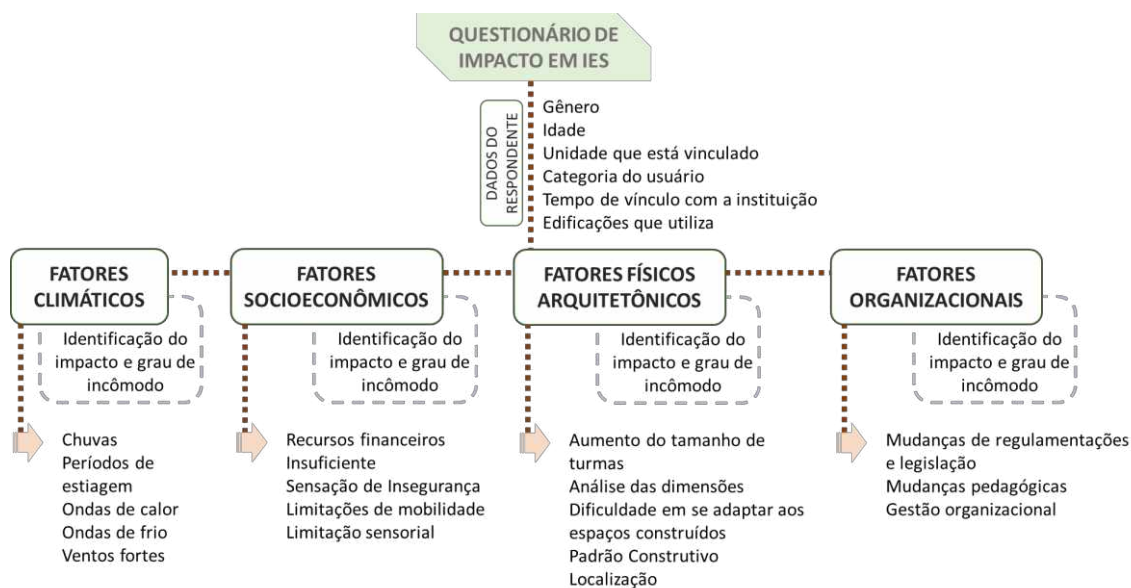 QUESTIONÁRIO DE
IMPACTO EM IES
DADOS DO
RESPONDENTE
Gênero
Idade
Unidade que está vinculado
Categoria do usuário
Tempo de vínculo com a instituição
Edificações que utiliza
FATORES
CLIMÁTICOS
Identificação do
impacto e grau de
incômodo
Chuvas
Períodos de
estiagem
Ondas de calor
Ondas de frio
Ventos fortes
FATORES
SOCIOECONÔMICOS
Identificação do
impacto e grau de
incômodo
Recursos financeiros
Insuficiente
Sensação de Insegurança
Limitações de mobilidade
Limitação sensorial
FATORES FÍSICOS
ARQUITETÔNICOS
Identificação do
impacto e grau de
incômodo
Aumento do tamanho de
turmas
Análise das dimensões
Dificuldade em se adaptar aos
espaços construídos
Padrão Construtivo
Localização
FATORES
ORGANIZACIONAIS
Identificação do
impacto e grau de
incômodo
Mudanças de regulamentações
e legislação
Mudanças pedagógicas
Gestão organizacional